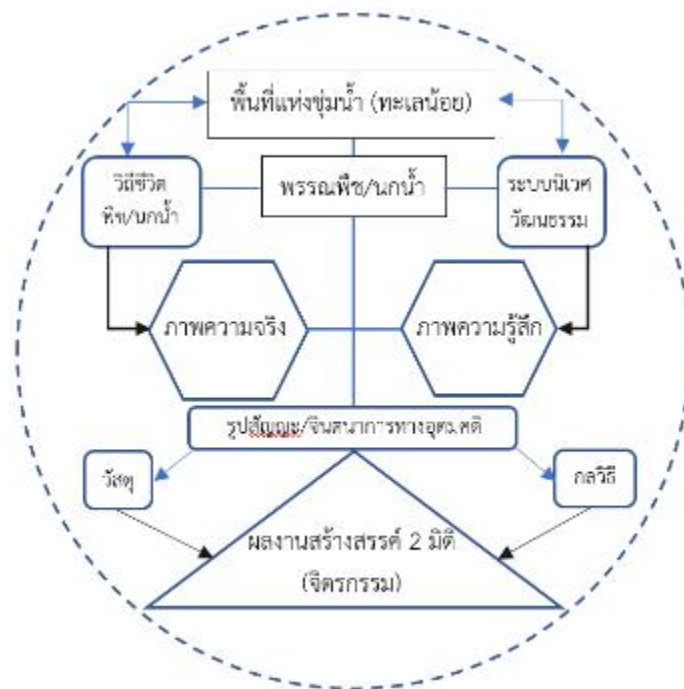 พื้นที่แห่งชุ่มน้ำ (ทะเลน้อย)
วิถีชีวิต
พืช/นกน้ำ
พรรณพืช/นกน้ำ
ระบบนิเวศ
วัฒนธรรม
ภาพความจริง
ภาพความรู้สึก
รูปสัญญะ/จินตนาการทางอุดมคติ
วัสดุ
กลวิธี
ผลงานสร้างสรรค์ 2 มิติ
(จิตรกรรม)